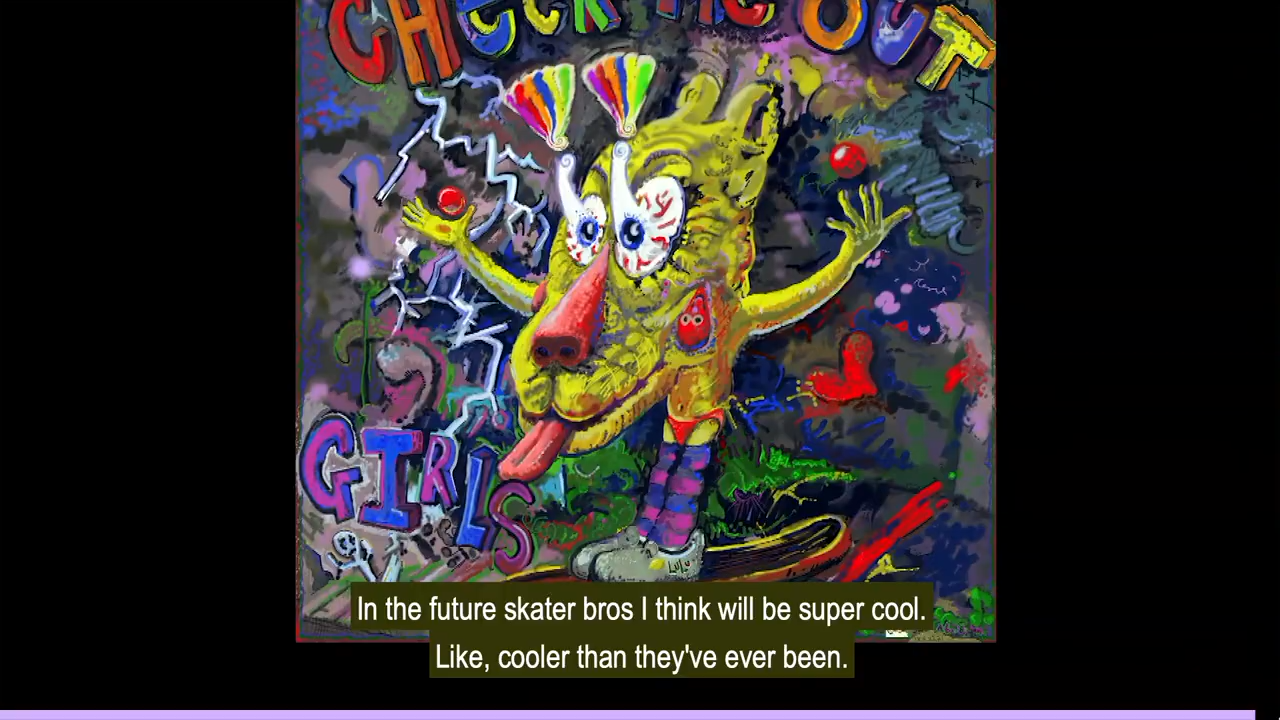 CHECK ME OUT
GIRLS
LULU
In the future skater bros I think will be super cool.
Like, cooler than they've ever been.